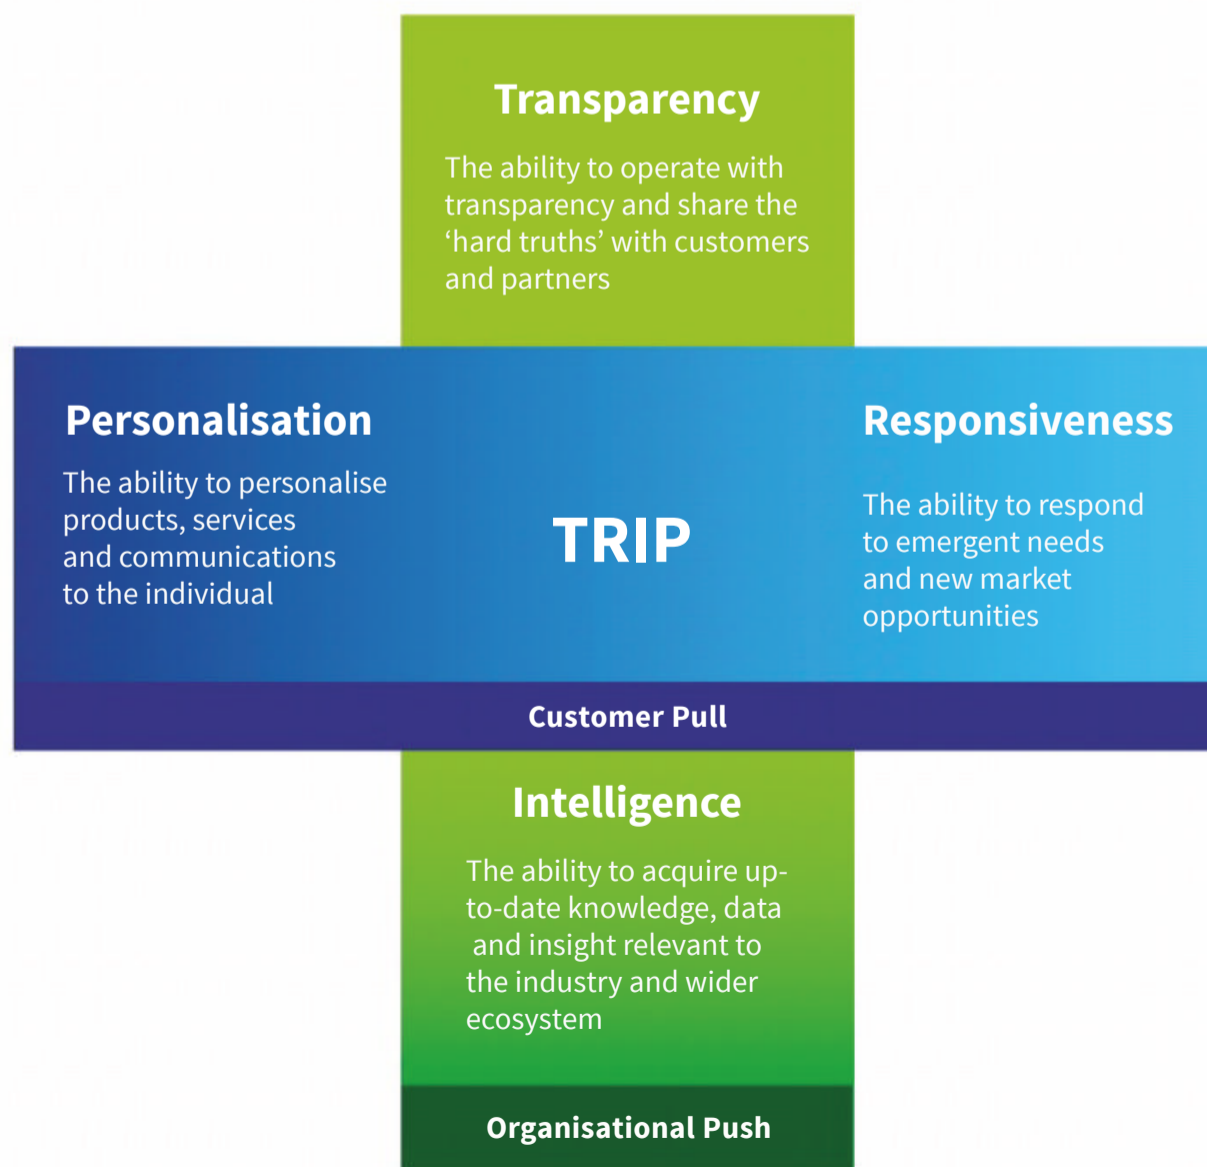 Transparency
The ability to operate with
transparency and share the
‘hard truths’ with customers
and partners
Personalisation
The ability to personalise
products, services
and communications
to the individual
TRIP
Responsiveness
The ability to respond
to emergent needs
and new market
opportunities
Customer Pull
Intelligence
The ability to acquire up-
to-date knowledge, data
and insight relevant to
the industry and wider
ecosystem
Organisational Push